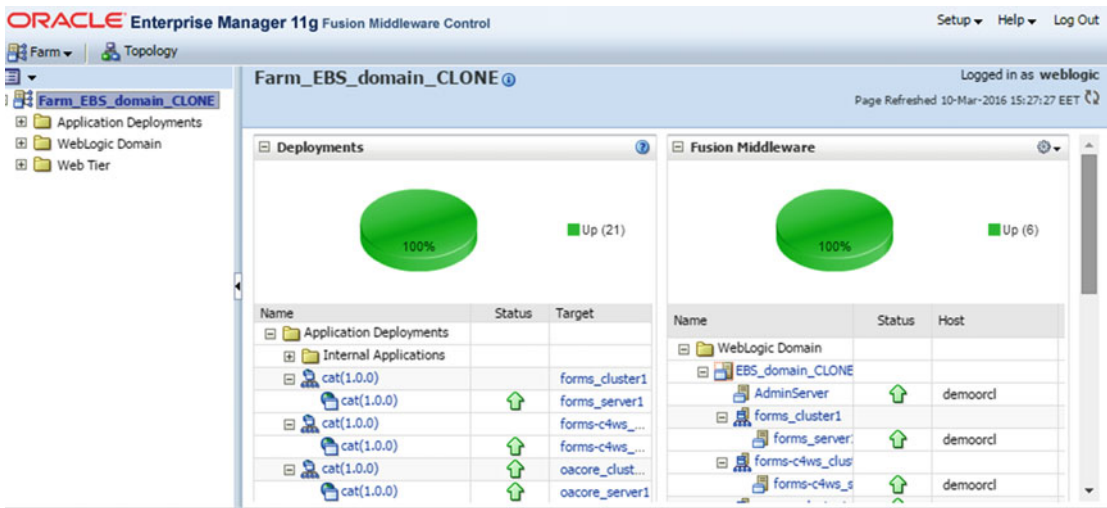 ORACLE Enterprise Manager 11g Fusion Middleware Control
Setup Help Log Out
Farm Topology
Farm_EBS_domain_CLONE
Application Deployments
WebLogic Domain
Web Tier
Farm_EBS_domain_CLONE
Logged in as weblogic
Page Refreshed 10-Mar-2016 15:27:27 EET
Deployments
100%
Up (21)
Name Status Target
Application Deployments
Internal Applications
cat(1.0.0) forms_cluster1
cat(1.0.0) forms_server1
cat(1.0.0) forms-c4ws_...
cat(1.0.0) forms-c4ws_...
cat(1.0.0) oacore_clust...
cat(1.0.0) oacore_server1
Fusion Middleware
100%
Up (6)
Name Status Host
WebLogic Domain
EBS_domain_CLONE
AdminServer demoorcl
forms_cluster1
forms_server demoorcl
forms-c4ws_clus
forms-c4ws_s demoorcl